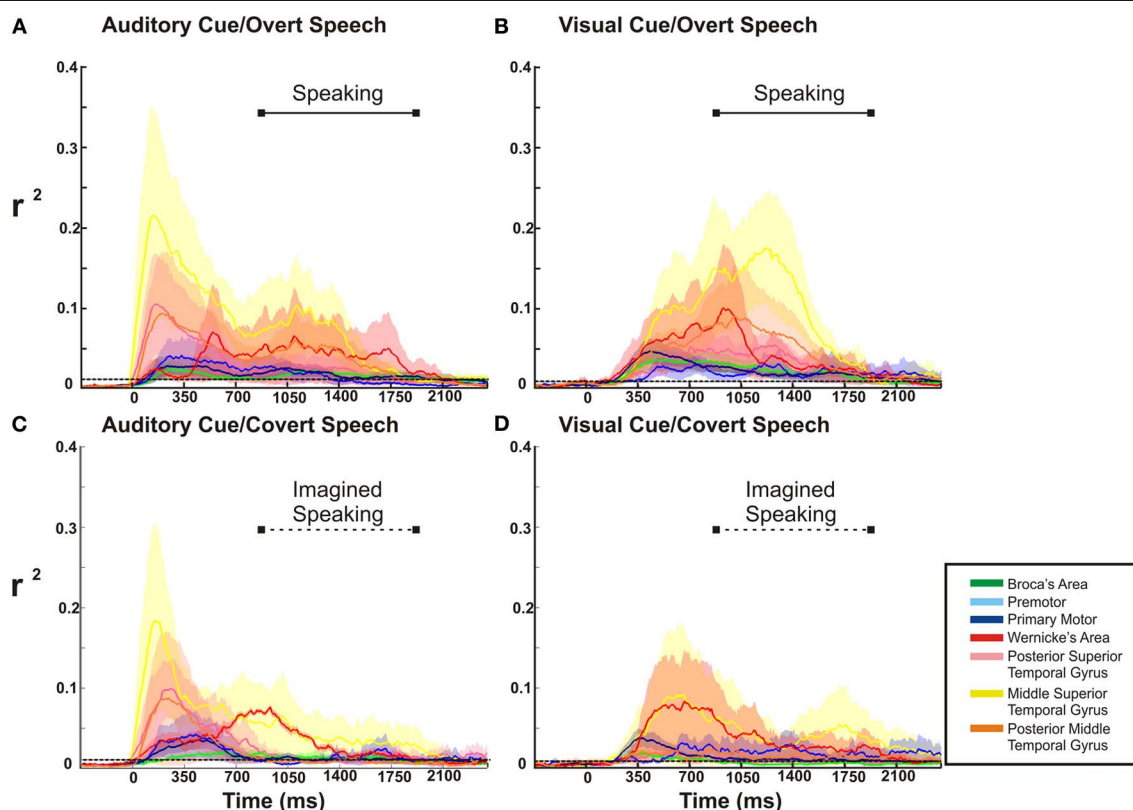 A Auditory Cue/Overt Speech
0.4
0.3
0.2
0.1
0
r ²
Speaking
0 350 700 1050 1400 1750 2100
B Visual Cue/Overt Speech
0.4
0.3
0.2
0.1
0
Speaking
0 350 700 1050 1400 1750 2100
C Auditory Cue/Covert Speech
0.4
0.3
0.2
0.1
0
r ²
Imagined
Speaking
0 350 700 1050 1400 1750 2100
Time (ms)
D Visual Cue/Covert Speech
0.4
0.3
0.2
0.1
0
Imagined
Speaking
0 350 700 1050 1400 1750 2100
Time (ms)
Broca's Area
Premotor
Primary Motor
Wernicke's Area
Posterior Superior
Temporal Gyrus
Middle Superior
Temporal Gyrus
Posterior Middle
Temporal Gyrus